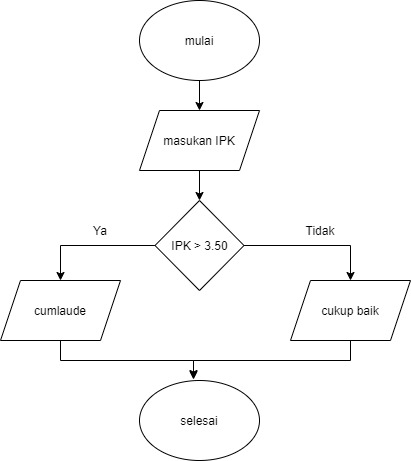 mulai
masukan IPK
IPK > 3.50
Ya
Tidak
cumlaude
cukup baik
selesai